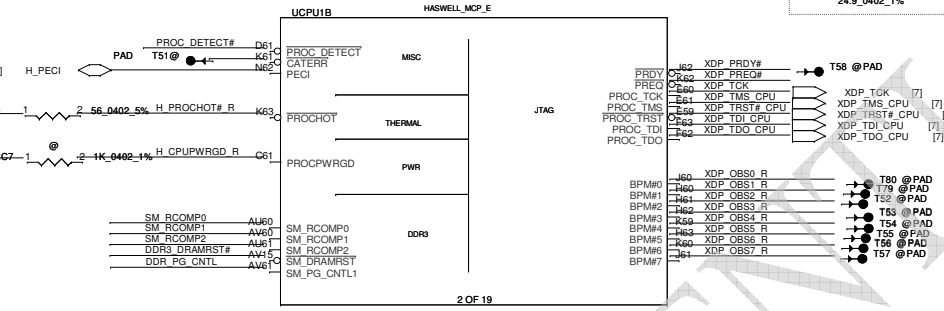 24.9_0402_1%
UCPU1B
HASWELL_MCP_E
PROC_DETECT# D61 PROC_DETECT MISC
PAD T51@ K61 CATERR
H_PECI N62 PECI
J62 XDP_PRDY# T58 @PAD
PRDY K62 XDP_PREQ#
PREQ E60 XDP_TCK XDP_TCK [7]
PROC_TCK E61 XDP_TMS_CPU XDP_TMS_CPU [7]
PROC_TMS E59 XDP_TRST#_CPU XDP_TRST#_CPU
PROC_TRST F63 XDP_TDI_CPU XDP_TDI_CPU [7]
PROC_TDI F62 XDP_TDO_CPU XDP_TDO_CPU [7]
PROC_TDO
JTAG
1 2 56_0402_5% H_PROCHOT#_R K63 PROCHOT THERMAL
@
C7 1 2 1K_0402_1% H_CPUPWRGD_R C61 PROCPWRGD PWR
J60 XDP_OBS0_R T80 @PAD
BPM#0 H60 XDP_OBS1_R T79 @PAD
BPM#1 H61 XDP_OBS2_R T52 @PAD
BPM#2 H62 XDP_OBS3_R T53 @PAD
BPM#3 K59 XDP_OBS4_R T54 @PAD
BPM#4 H63 XDP_OBS5_R T55 @PAD
BPM#5 K60 XDP_OBS6_R T56 @PAD
BPM#6 J61 XDP_OBS7_R T57 @PAD
BPM#7
SM_RCOMP0 AU60 SM_RCOMP0
SM_RCOMP1 AV60 SM_RCOMP1 DDR3
SM_RCOMP2 AU61 SM_RCOMP2
DDR3_DRAMRST# AV15 SM_DRAMRST
DDR_PG_CNTL AV61 SM_PG_CNTL1
2 OF 19